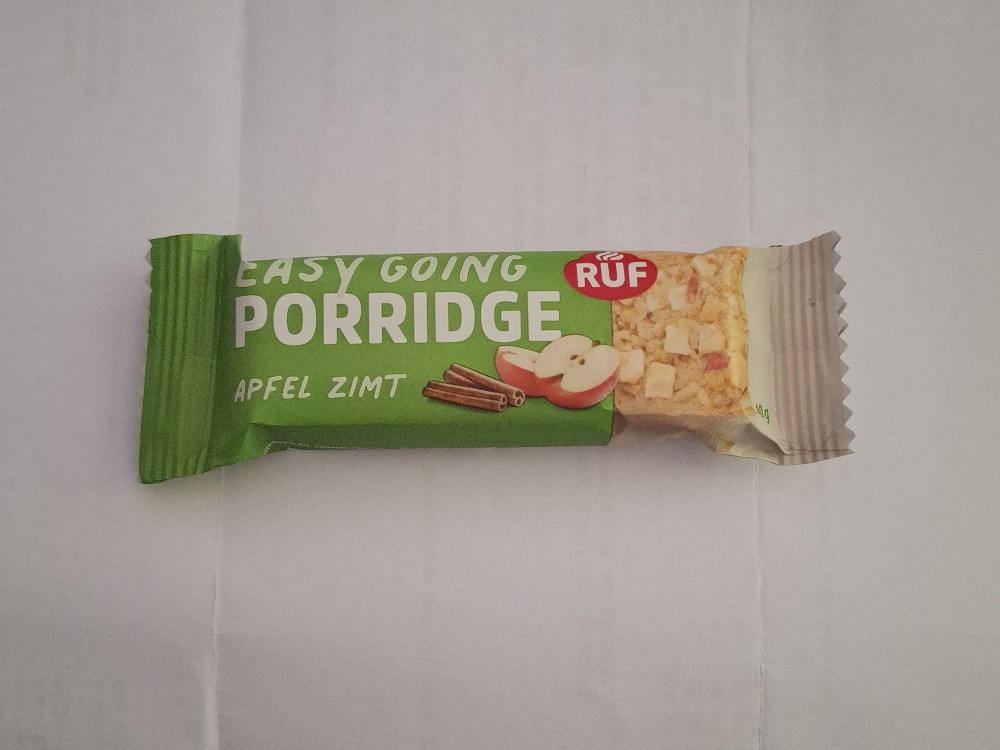 EASY GOING
PORRIDGE
APFEL ZIMT
RUF